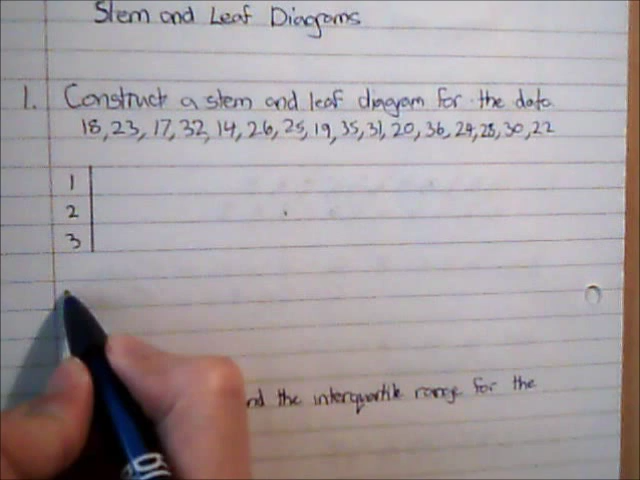 Stem and Leaf Diagrams
1. Construct a stem and leaf diagram for the data
18, 23, 17, 32, 14, 26, 25, 19, 35, 31, 20, 36, 29, 28, 30, 22
1
2
3
the interquartile range for the